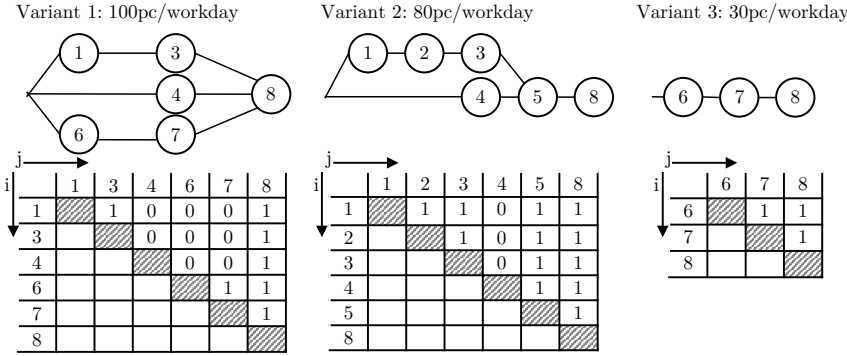 Variant 1: 100pc/workday
Variant 2: 80pc/workday
Variant 3: 30pc/workday
1 3
4 8
6 7
1 2 3
4 5 8
6 7 8
j
i
1 3 4 6 7 8
1 1 0 0 0 1
3 0 0 0 1
4 0 0 1
6 1 1
7 1
8
j
i
1 2 3 4 5 8
1 1 1 0 1 1
2 1 0 1 1
3 0 1 1
4 1 1
5 1
8
j
i
6 7 8
6 1 1
7 1
8